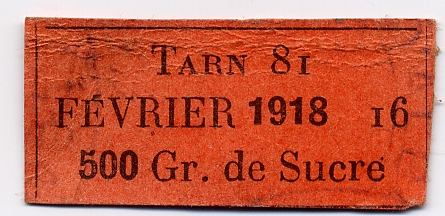 TARN 81
FÉVRIER 1918 16
500 Gr. de Sucre